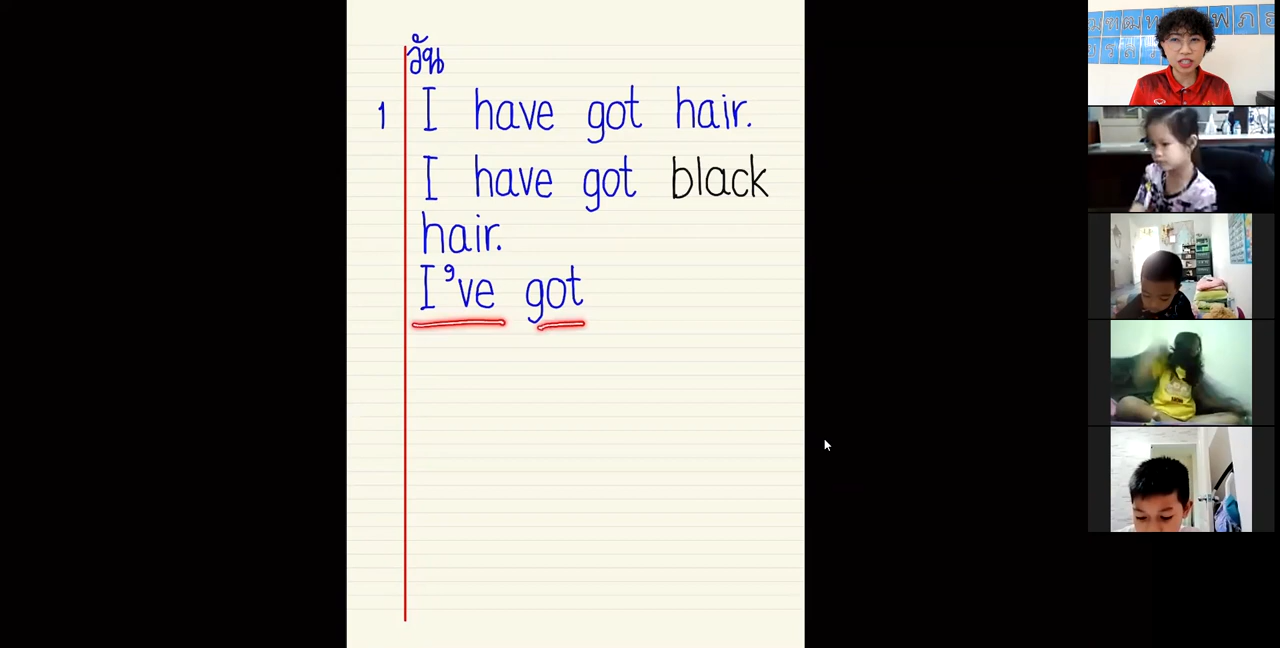 วัน
1 I have got hair.
I have got black
hair.
I've got